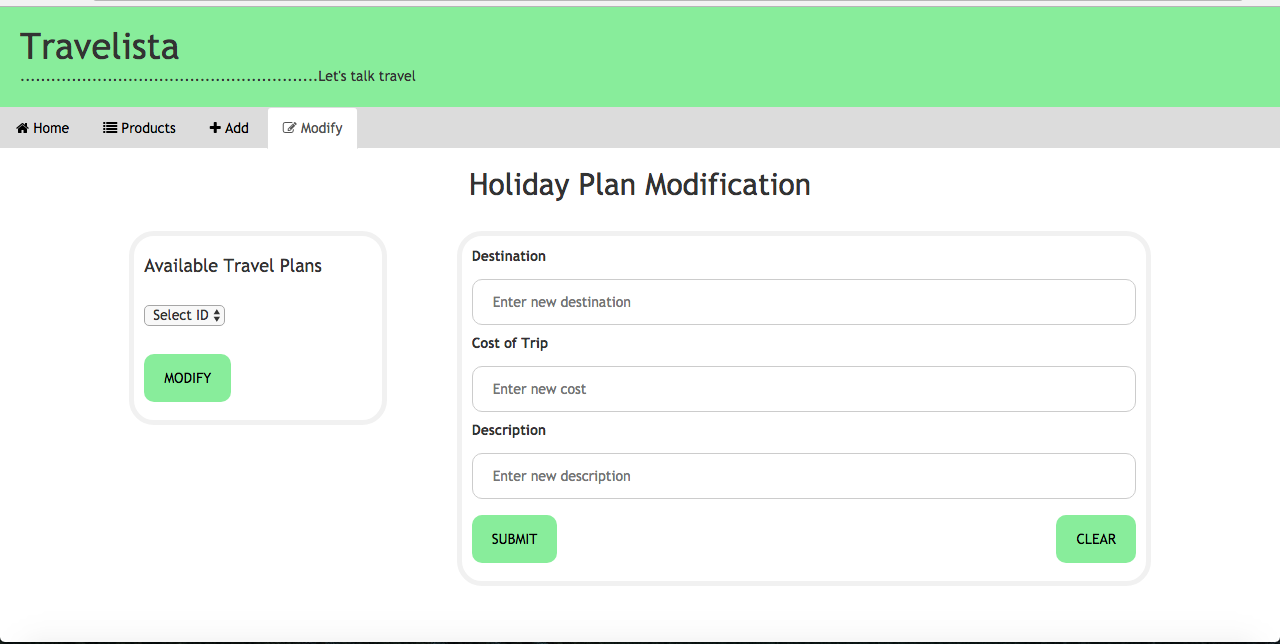 Travelista
..........................................................Let's talk travel
Home Products Add Modify
Holiday Plan Modification
Available Travel Plans
Select ID
MODIFY
Destination
Enter new destination
Cost of Trip
Enter new cost
Description
Enter new description
SUBMIT CLEAR